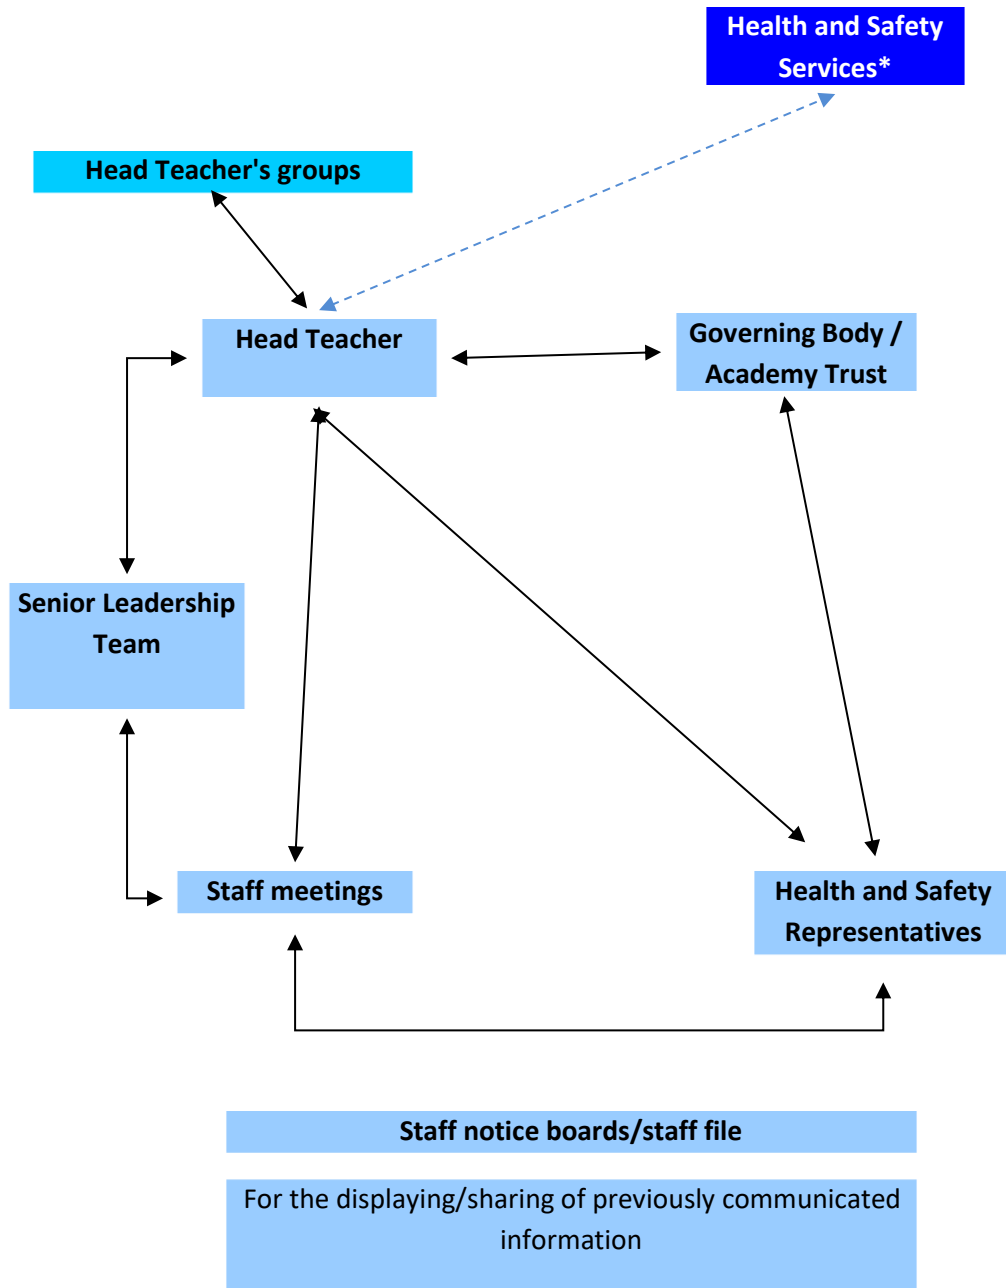 Health and Safety
Services*
Head Teacher's groups
Head Teacher
Governing Body /
Academy Trust
Senior Leadership
Team
Staff meetings
Health and Safety
Representatives
Staff notice boards/staff file
For the displaying/sharing of previously communicated
information